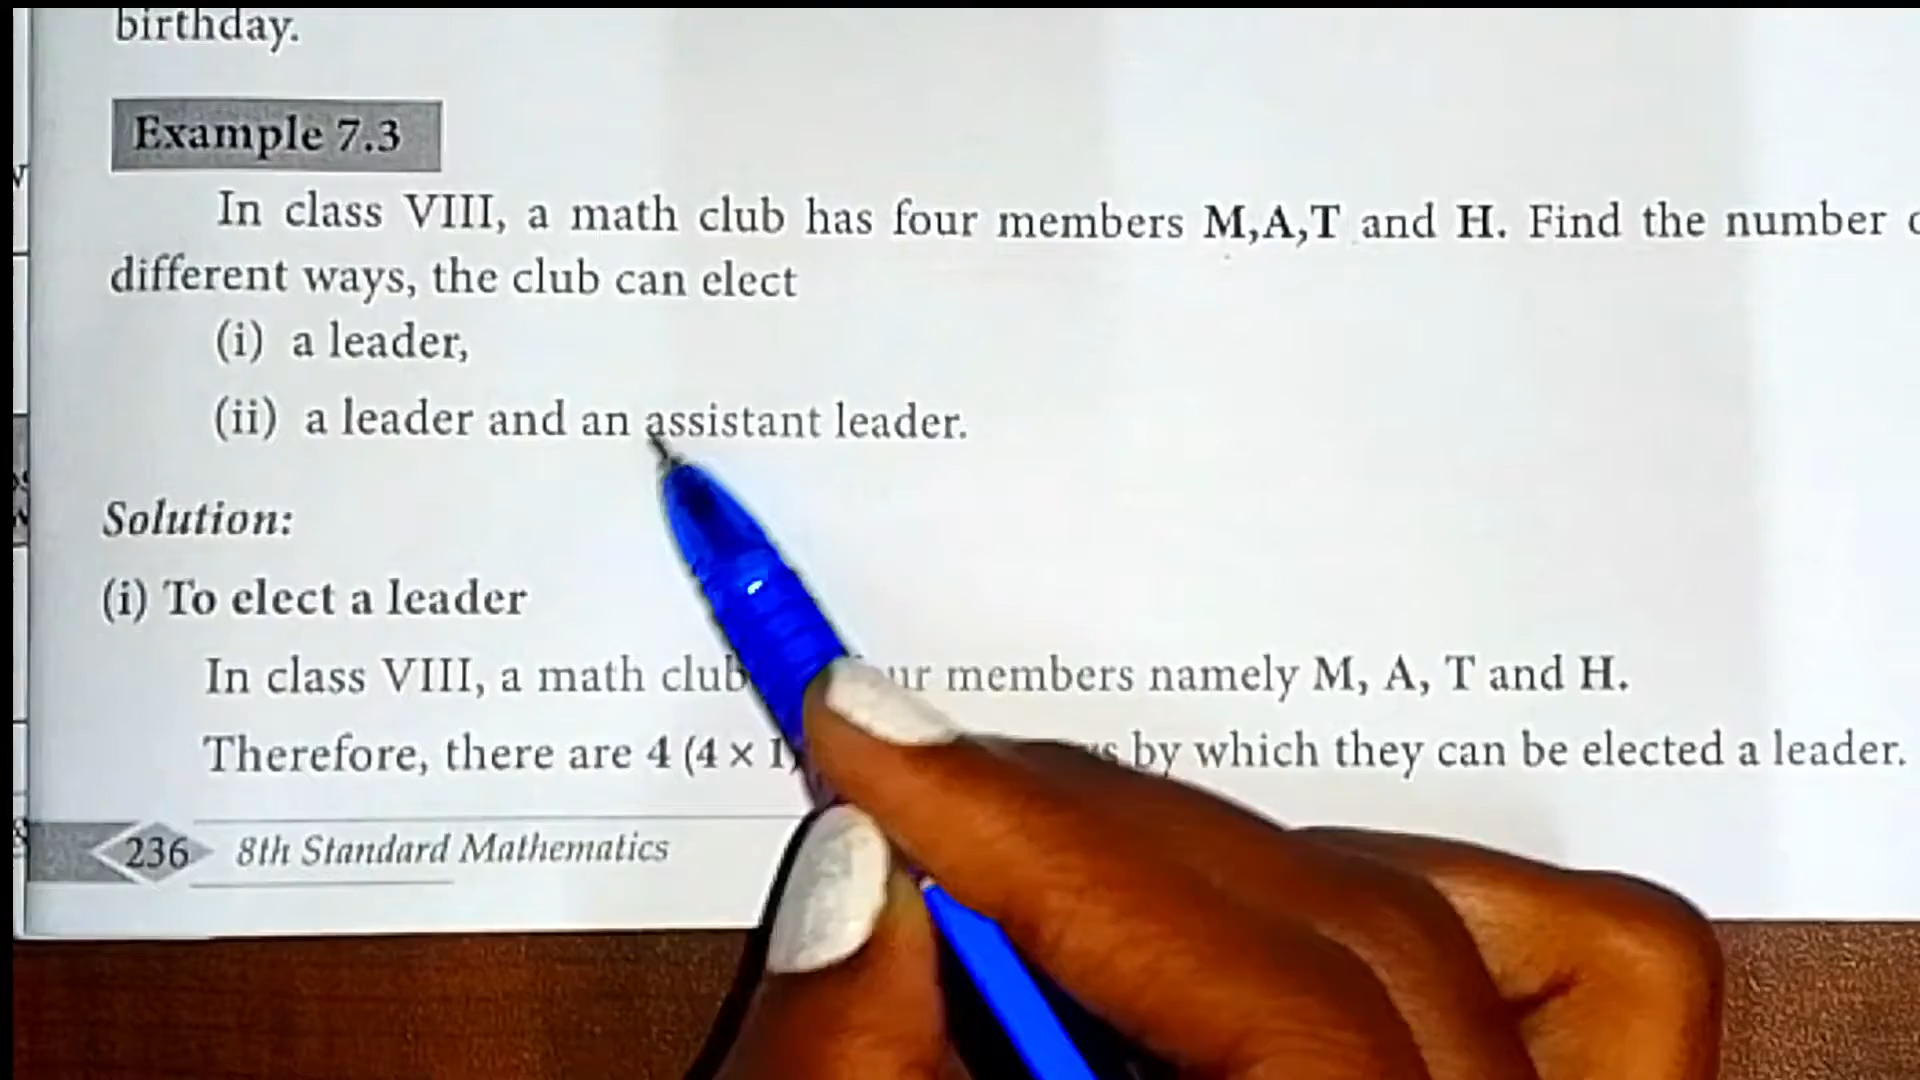 birthday.
Example 7.3
In class VIII, a math club has four members M,A,T and H. Find the number
different ways, the club can elect
(i) a leader,
(ii) a leader and an assistant leader.
Solution:
(i) To elect a leader
In class VIII, a math club members namely M, A, T and H.
Therefore, there are 4 (4 × 1) by which they can be elected a leader.
236 8th Standard Mathematics